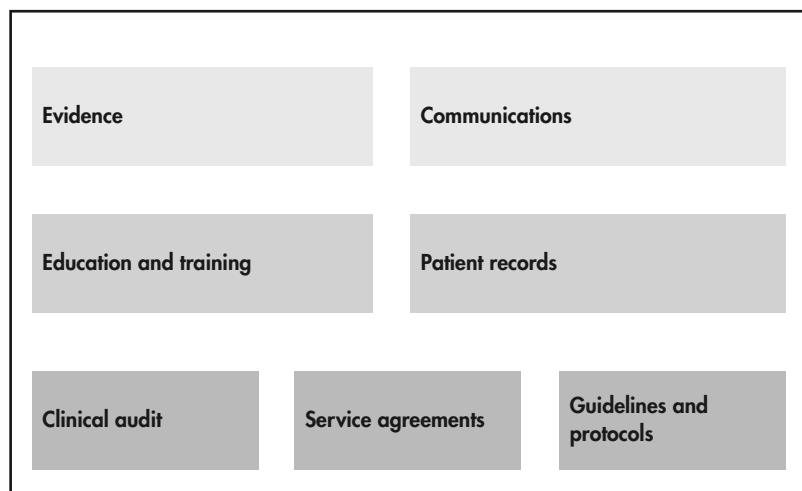 Evidence
Communications
Education and training
Patient records
Clinical audit
Service agreements
Guidelines and
protocols